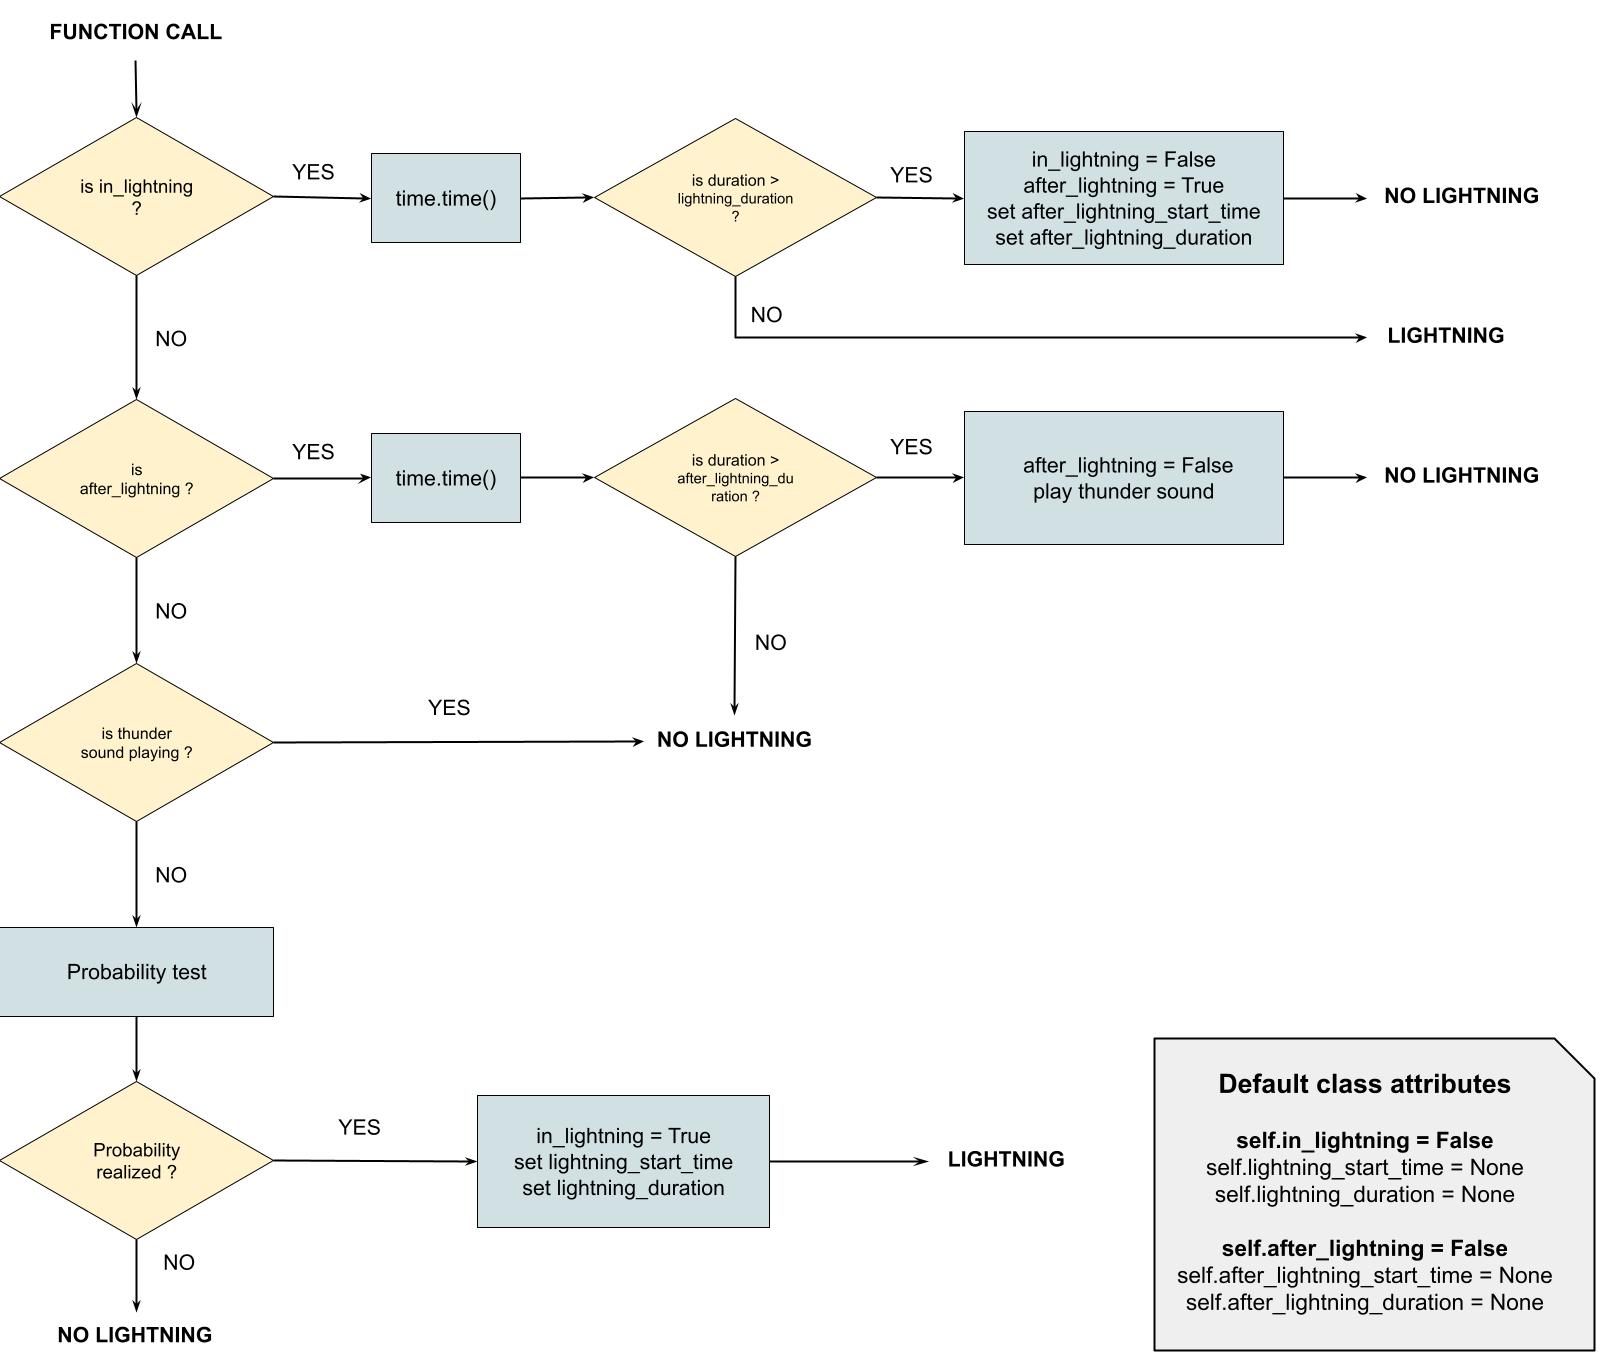 FUNCTION CALL
is in_lightning
?
YES
time.time()
is duration >
lightning_duration
?
YES
in_lightning = False
after_lightning = True
set after_lightning_start_time
set after_lightning_duration
NO LIGHTNING
NO
LIGHTNING
NO
is
after_lightning ?
YES
time.time()
is duration >
after_lightning_du
ration ?
YES
after_lightning = False
play thunder sound
NO LIGHTNING
NO
NO
is thunder
sound playing ?
YES
NO LIGHTNING
NO
Probability test
Probability
realized ?
YES
in_lightning = True
set lightning_start_time
set lightning_duration
LIGHTNING
NO
NO LIGHTNING
Default class attributes
self.in_lightning = False
self.lightning_start_time = None
self.lightning_duration = None
self.after_lightning = False
self.after_lightning_start_time = None
self.after_lightning_duration = None